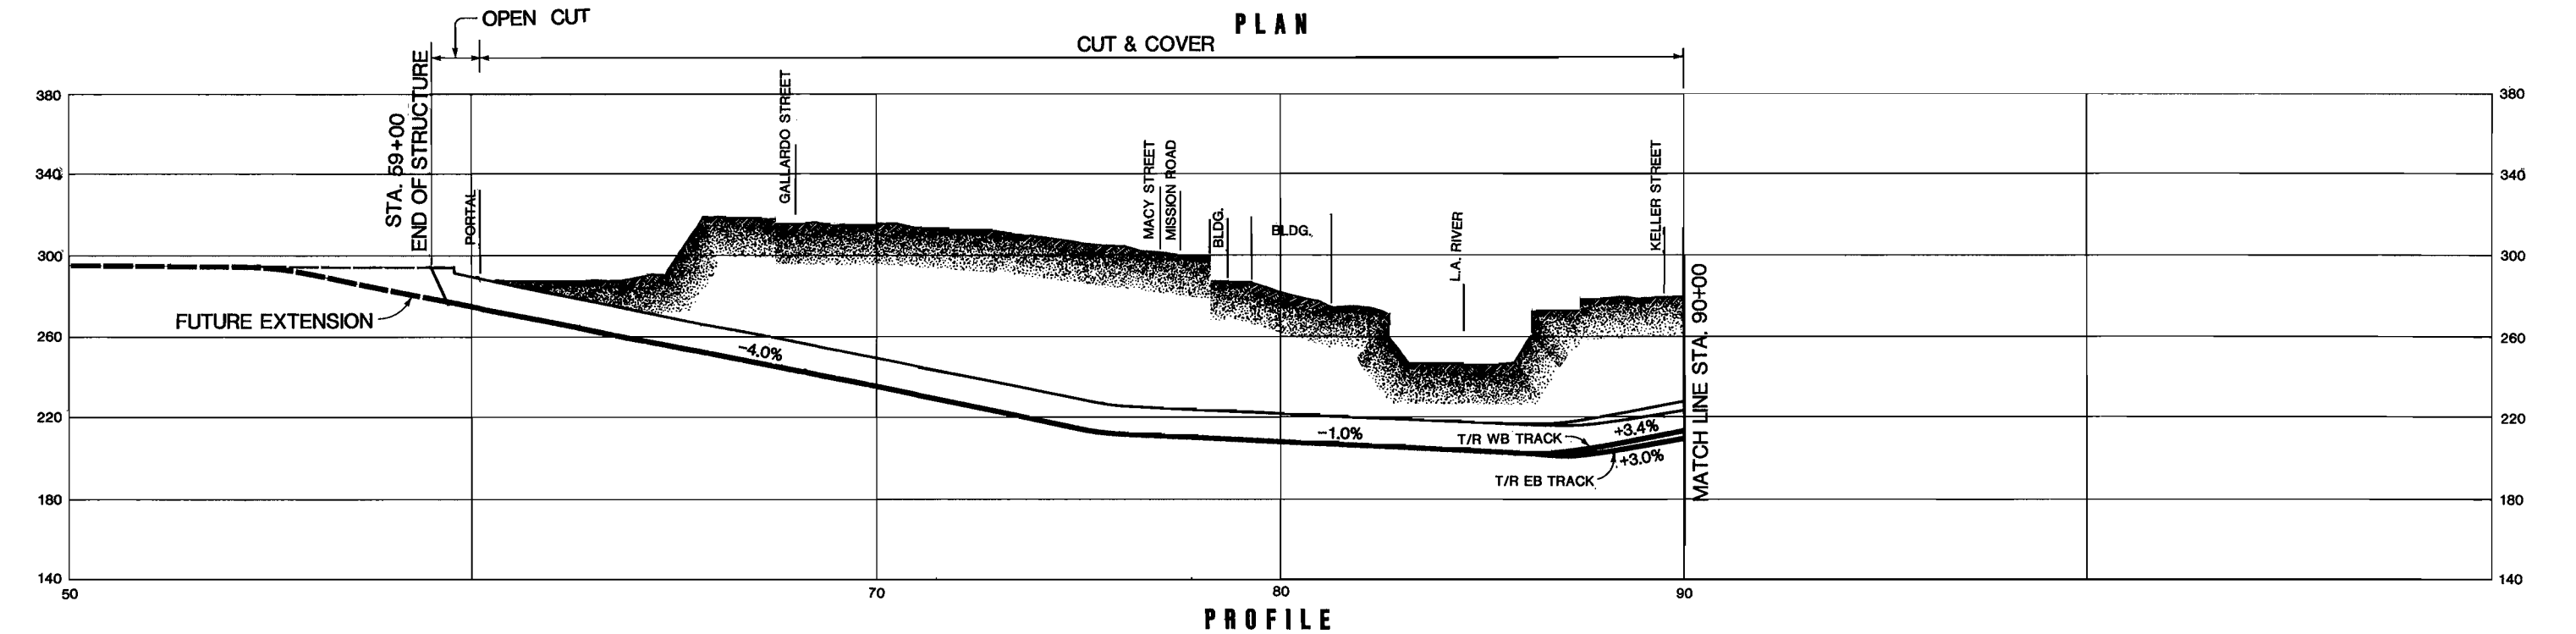 PLAN
OPEN CUT
CUT & COVER
STA. 59+00
END OF STRUCTURE
PORTAL
GALLARDO STREET
MACY STREET
MISSION ROAD
BLDG.
BLDG.
L.A. RIVER
KELLER STREET
MATCH LINE STA. 90+00
380
380
340
340
300
300
260
260
220
220
180
180
140
140
FUTURE EXTENSION
-4.0%
-1.0%
T/R WB TRACK
+3.4%
+3.0%
T/R EB TRACK
50
70
80
90
PROFILE